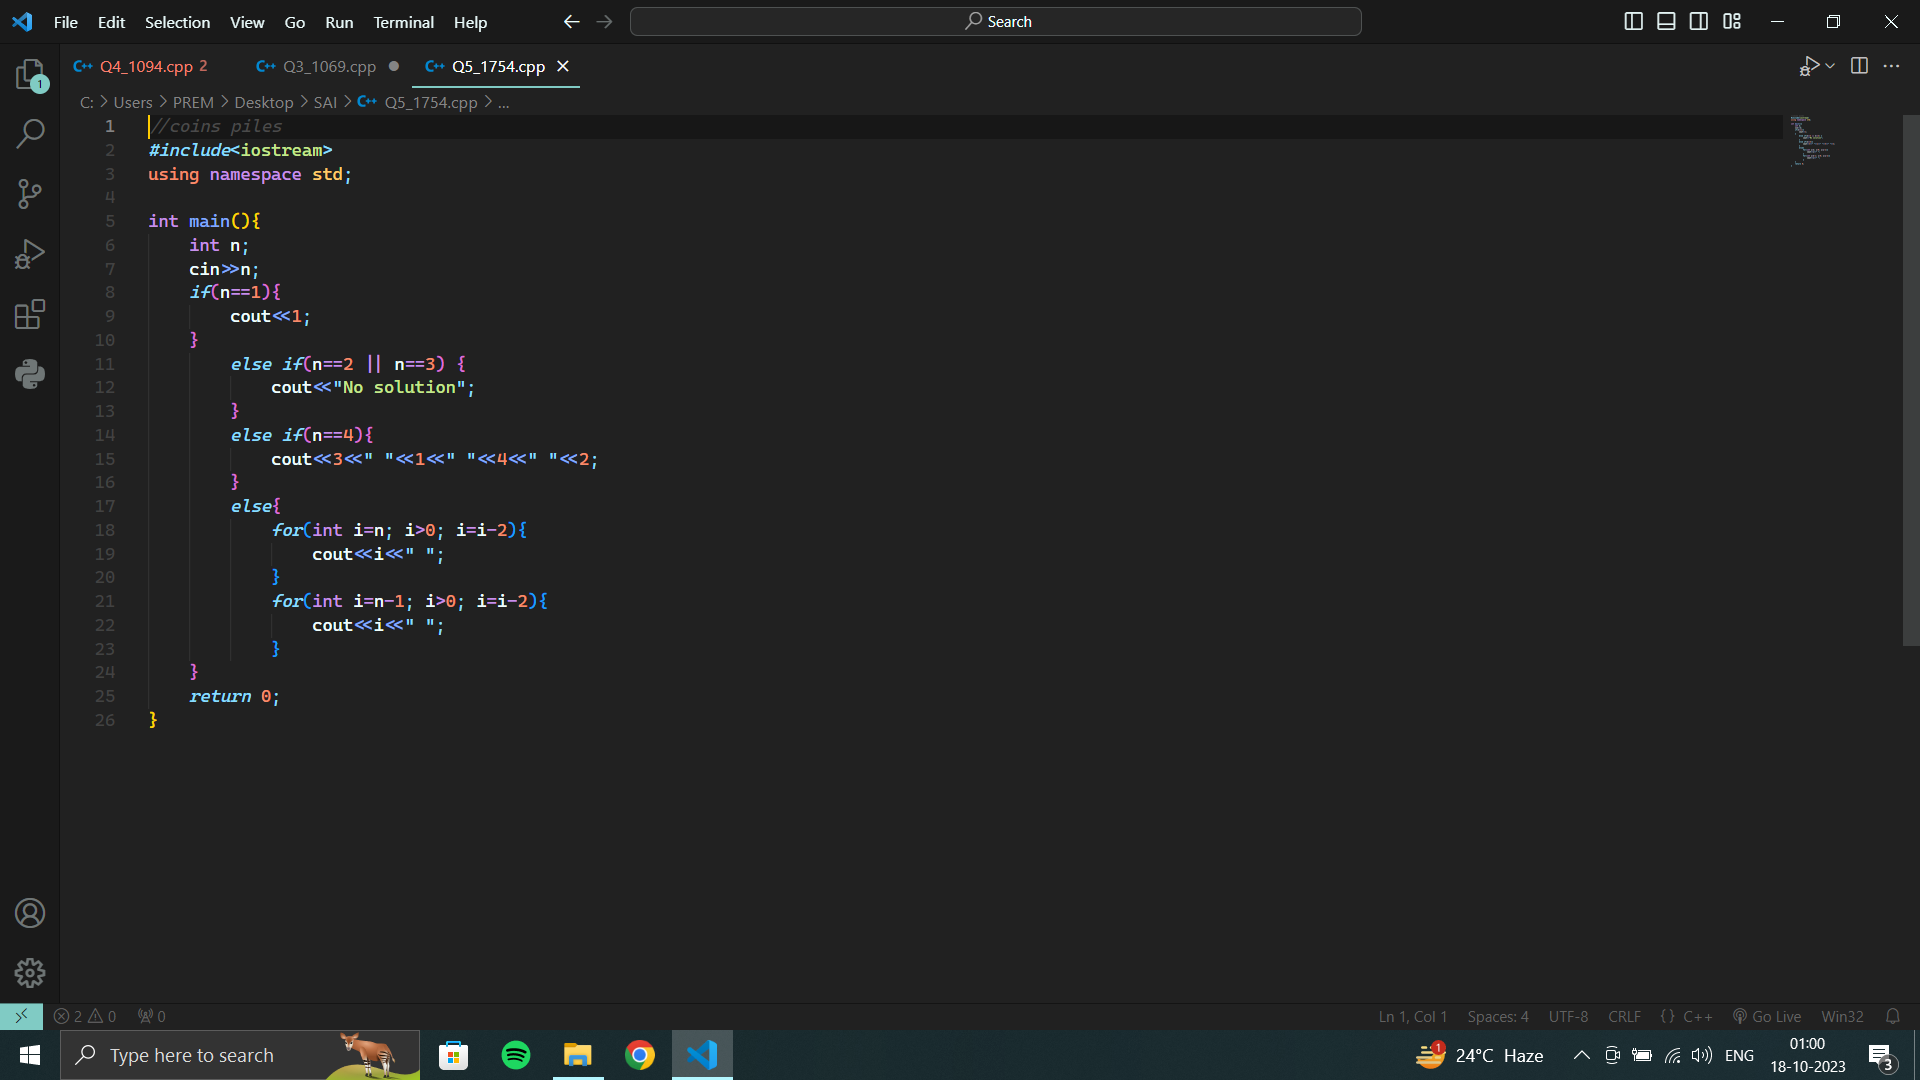 File Edit Selection View Go Run Terminal Help
Search
Q4_1094.cpp 2
Q3_1069.cpp
Q5_1754.cpp
C: > Users > PREM > Desktop > SAI > Q5_1754.cpp > ...
1 //coins piles
2 #include<iostream>
3 using namespace std;
4
5 int main(){
6     int n;
7     cin>>n;
8     if(n==1){
9         cout<<1;
10     }
11         else if(n==2 || n==3) {
12             cout<<"No solution";
13         }
14         else if(n==4){
15             cout<<3<<" "<<1<<" "<<4<<" "<<2;
16         }
17         else{
18             for(int i=n; i>0; i=i-2){
19                 cout<<i<<" ";
20             }
21             for(int i=n-1; i>0; i=i-2){
22                 cout<<i<<" ";
23             }
24     }
25     return 0;
26 }
1
2 0 0
Ln 1, Col 1 Spaces: 4 UTF-8 CRLF {} C++ Go Live Win32
Type here to search
1
24°C Haze
ENG
01:00
18-10-2023
3